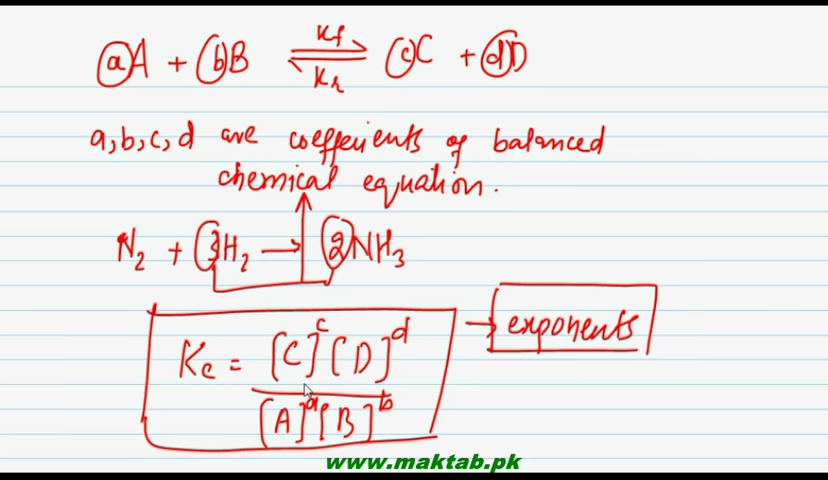 aA + bB ⇌ cC + dD
Kf
Kr
a, b, c, d are coefficients of balanced
chemical equation.
N₂ + 3H₂ → 2NH₃
Kc = [C]^c [D]^d / [A]^a [B]^b
→ exponents
www.maktab.pk